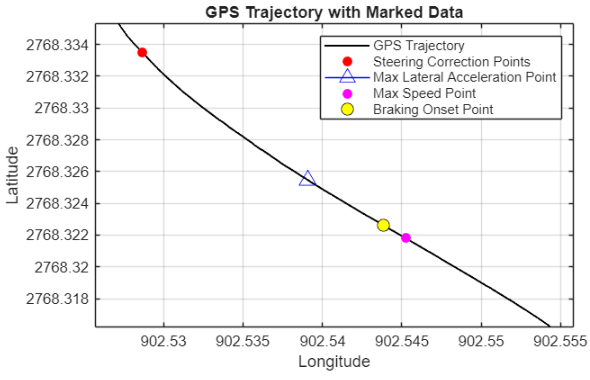 GPS Trajectory with Marked Data
GPS Trajectory
Steering Correction Points
Max Lateral Acceleration Point
Max Speed Point
Braking Onset Point
Latitude
2768.334
2768.332
2768.33
2768.328
2768.326
2768.324
2768.322
2768.32
2768.318
902.53 902.535 902.54 902.545 902.55 902.555
Longitude